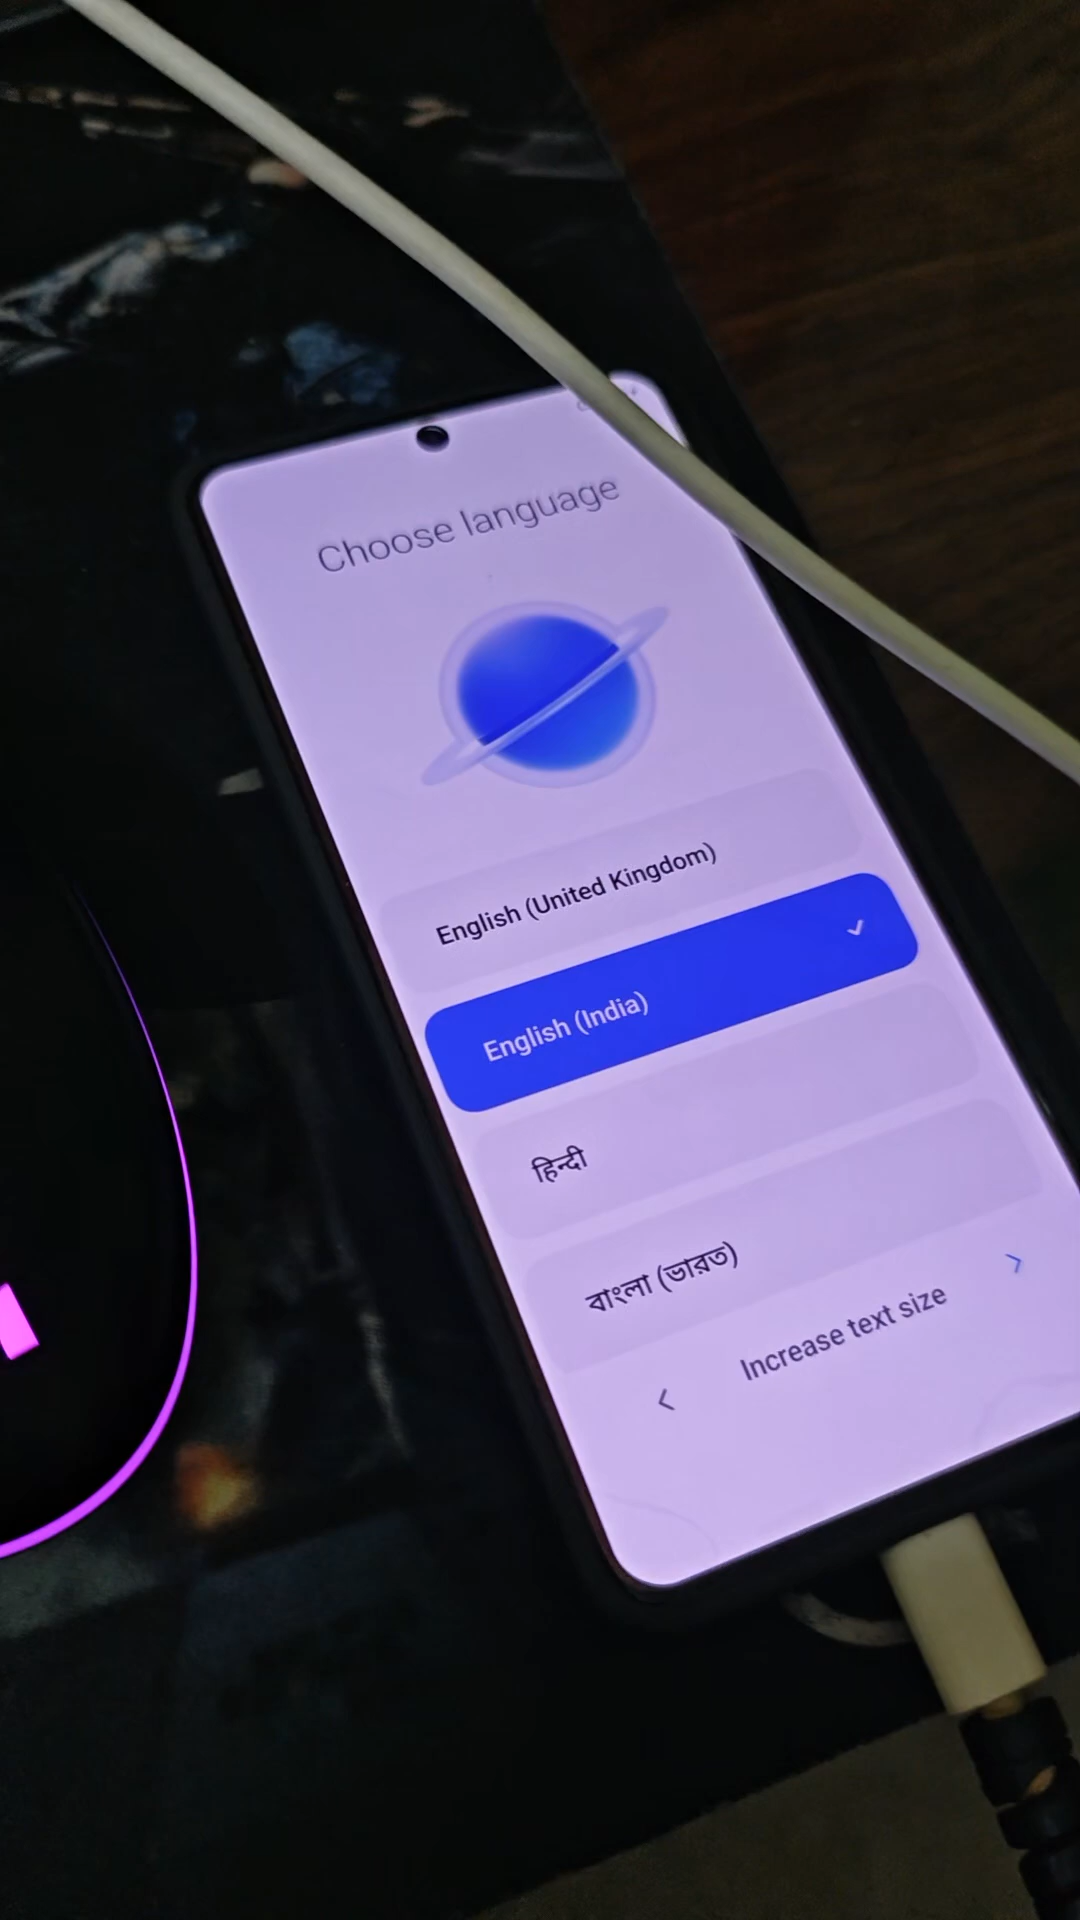 Choose language
English (United Kingdom)
English (India)
हिन्दी
বাংলা (ভারত)
Increase text size